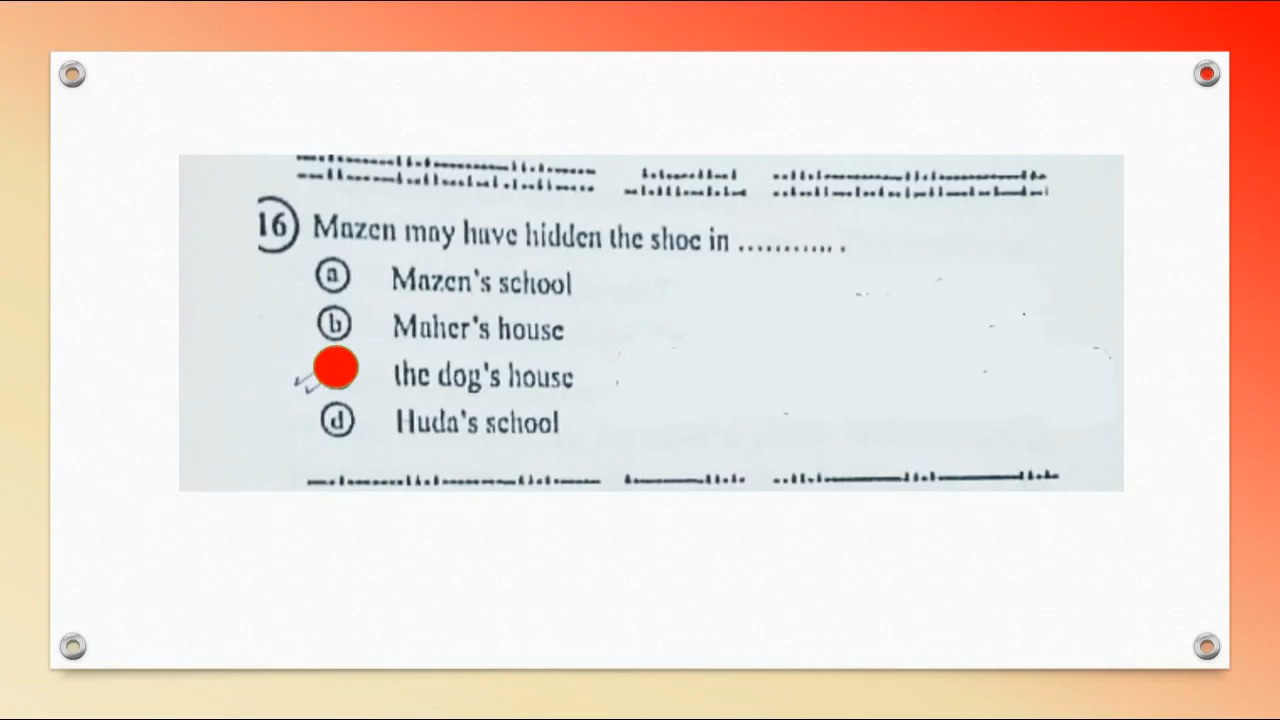 16 Mazen may have hidden the shoe in ............
a Mazen's school
b Maher's house
the dog's house
d Huda's school